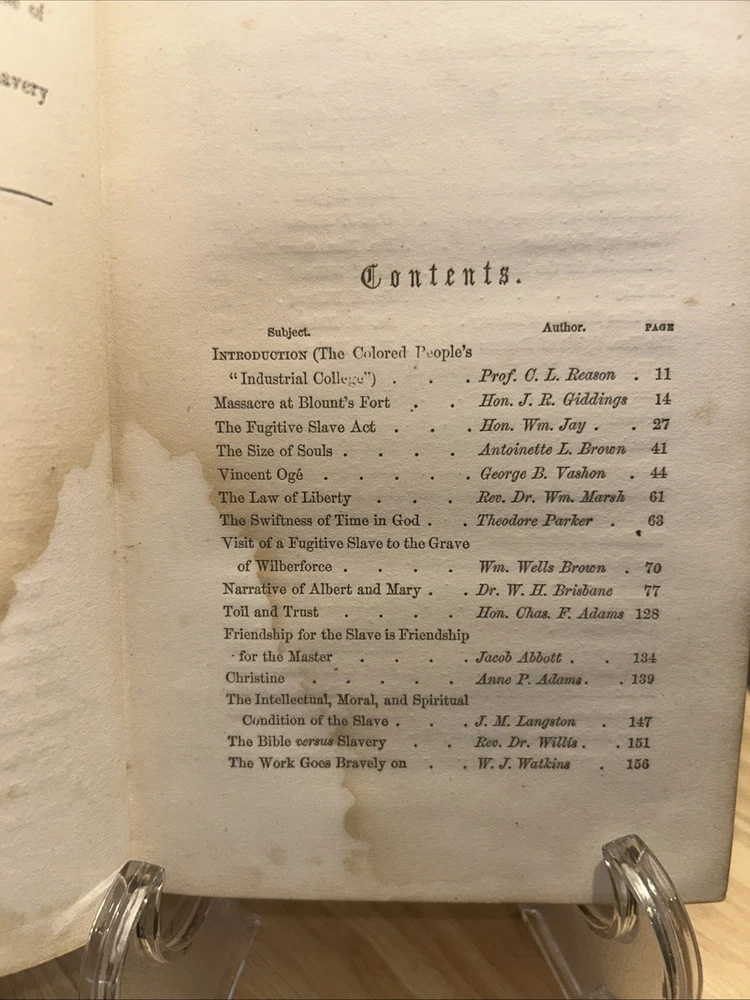 of
avery
Contents.
Subject. Author. PAGE
INTRODUCTION (The Colored People's
"Industrial College") . . . Prof. C. L. Reason . 11
Massacre at Blount's Fort . . Hon. J. R. Giddings 14
The Fugitive Slave Act . . . Hon. Wm. Jay . . 27
The Size of Souls . . . . Antoinette L. Brown 41
Vincent Ogé . . . . . George B. Vashon . 44
The Law of Liberty . . . Rev. Dr. Wm. Marsh 61
The Swiftness of Time in God . . Theodore Parker . 63
Visit of a Fugitive Slave to the Grave
of Wilberforce . . . . Wm. Wells Brown . 70
Narrative of Albert and Mary . . Dr. W. H. Brisbane 77
Toil and Trust . . . . Hon. Chas. F. Adams 128
Friendship for the Slave is Friendship
for the Master . . . . Jacob Abbott . . 134
Christine . . . . . Anne P. Adams . . 139
The Intellectual, Moral, and Spiritual
Condition of the Slave . . . J. M. Langston . 147
The Bible versus Slavery . . Rev. Dr. Willis . . 151
The Work Goes Bravely on . . W. J. Watkins . 156